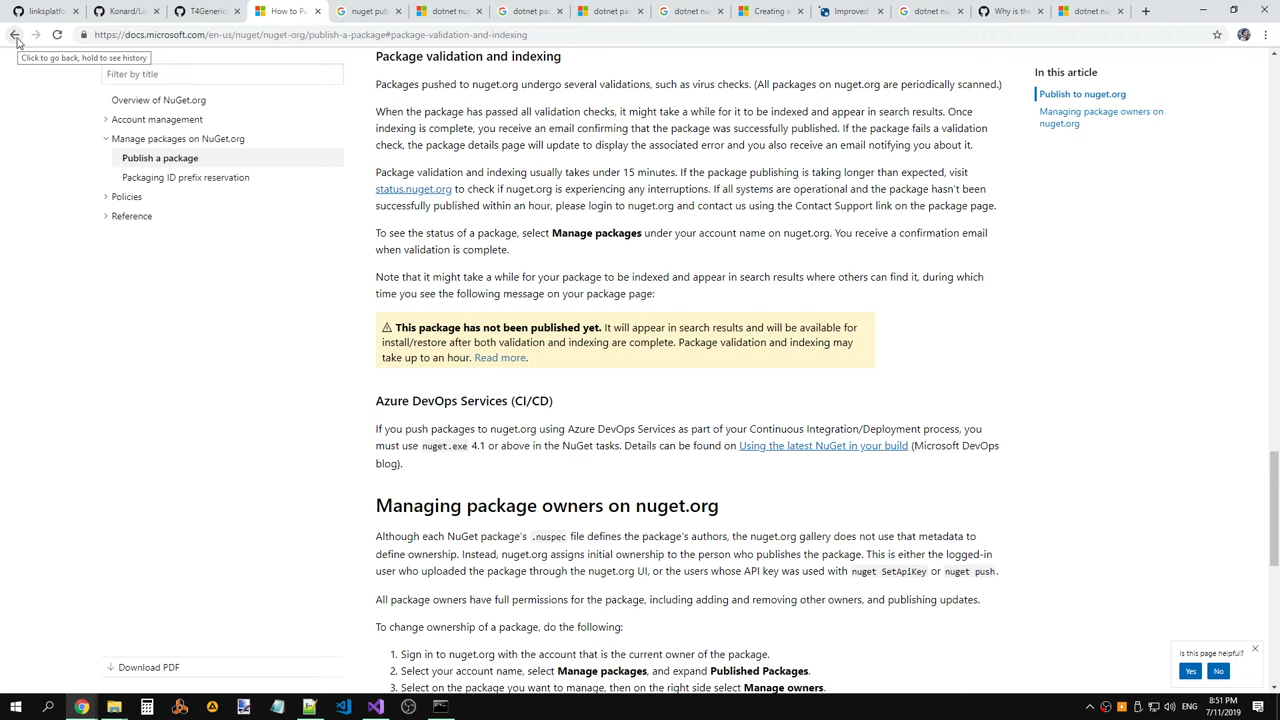 linksplatfo
Konard/Lin
T4Generic
How to Pu
nuget pub
dotnet nu
dotnet pac
dotnet pac
dotnet nu
Creating a
Improved
dotnet nu
Why is the
dotnet nu
https://docs.microsoft.com/en-us/nuget/nuget-org/publish-a-package#package-validation-and-indexing
Click to go back, hold to see history
Filter by title
Overview of NuGet.org
Account management
Manage packages on NuGet.org
Publish a package
Packaging ID prefix reservation
Policies
Reference
Download PDF
Package validation and indexing
Packages pushed to nuget.org undergo several validations, such as virus checks. (All packages on nuget.org are periodically scanned.)
When the package has passed all validation checks, it might take a while for it to be indexed and appear in search results. Once
indexing is complete, you receive an email confirming that the package was successfully published. If the package fails a validation
check, the package details page will update to display the associated error and you also receive an email notifying you about it.
Package validation and indexing usually takes under 15 minutes. If the package publishing is taking longer than expected, visit
status.nuget.org to check if nuget.org is experiencing any interruptions. If all systems are operational and the package hasn't been
successfully published within an hour, please login to nuget.org and contact us using the Contact Support link on the package page.
To see the status of a package, select Manage packages under your account name on nuget.org. You receive a confirmation email
when validation is complete.
Note that it might take a while for your package to be indexed and appear in search results where others can find it, during which
time you see the following message on your package page:
⚠ This package has not been published yet. It will appear in search results and will be available for
install/restore after both validation and indexing are complete. Package validation and indexing may
take up to an hour. Read more.
Azure DevOps Services (CI/CD)
If you push packages to nuget.org using Azure DevOps Services as part of your Continuous Integration/Deployment process, you
must use nuget.exe 4.1 or above in the NuGet tasks. Details can be found on Using the latest NuGet in your build (Microsoft DevOps
blog).
Managing package owners on nuget.org
Although each NuGet package's .nuspec file defines the package's authors, the nuget.org gallery does not use that metadata to
define ownership. Instead, nuget.org assigns initial ownership to the person who publishes the package. This is either the logged-in
user who uploaded the package through the nuget.org UI, or the users whose API key was used with nuget SetApiKey or nuget push.
All package owners have full permissions for the package, including adding and removing other owners, and publishing updates.
To change ownership of a package, do the following:
1. Sign in to nuget.org with the account that is the current owner of the package.
2. Select your account name, select Manage packages, and expand Published Packages.
3. Select on the package you want to manage, then on the right side select Manage owners.
In this article
Publish to nuget.org
Managing package owners on
nuget.org
Is this page helpful?
Yes
No
ENG
8:51 PM
7/11/2019